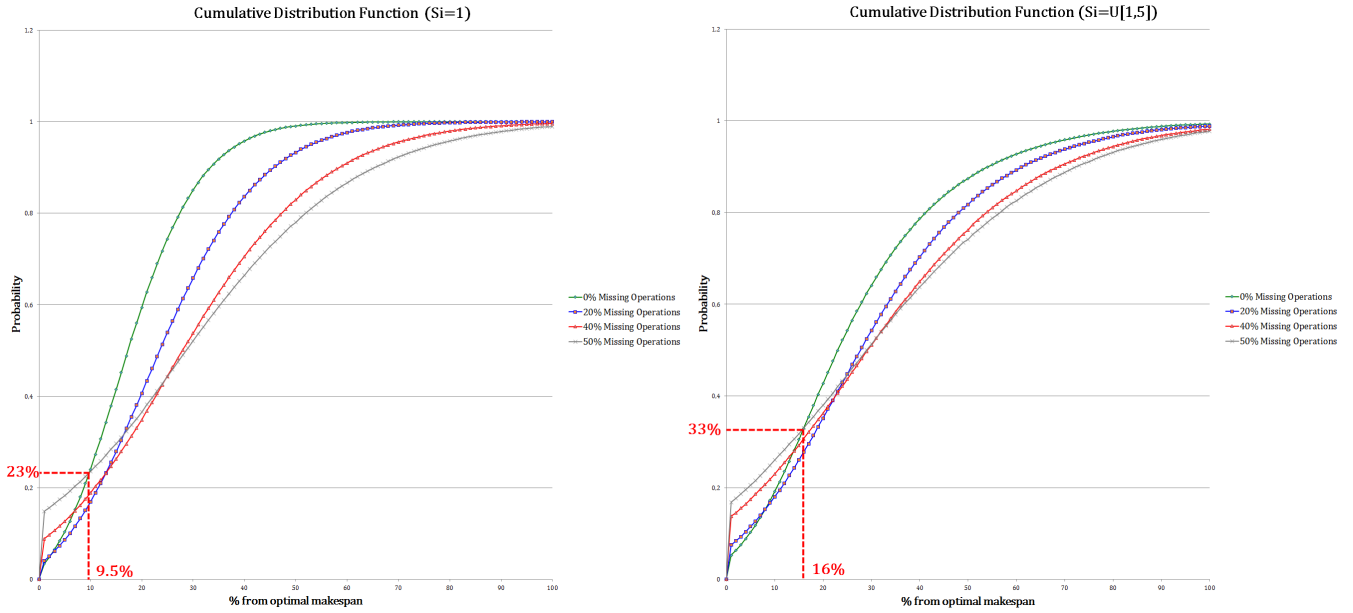 Cumulative Distribution Function (Si=1)
1.2
1
0.8
0.6
0.4
0.2
0
Probability
23%
9.5%
0 10 20 30 40 50 60 70 80 90 100
% from optimal makespan
0% Missing Operations
20% Missing Operations
40% Missing Operations
50% Missing Operations
Cumulative Distribution Function (Si=U[1,5])
1.2
1
0.8
0.6
0.4
0.2
0
Probability
33%
16%
0 10 20 30 40 50 60 70 80 90 100
% from optimal makespan
0% Missing Operations
20% Missing Operations
40% Missing Operations
50% Missing Operations